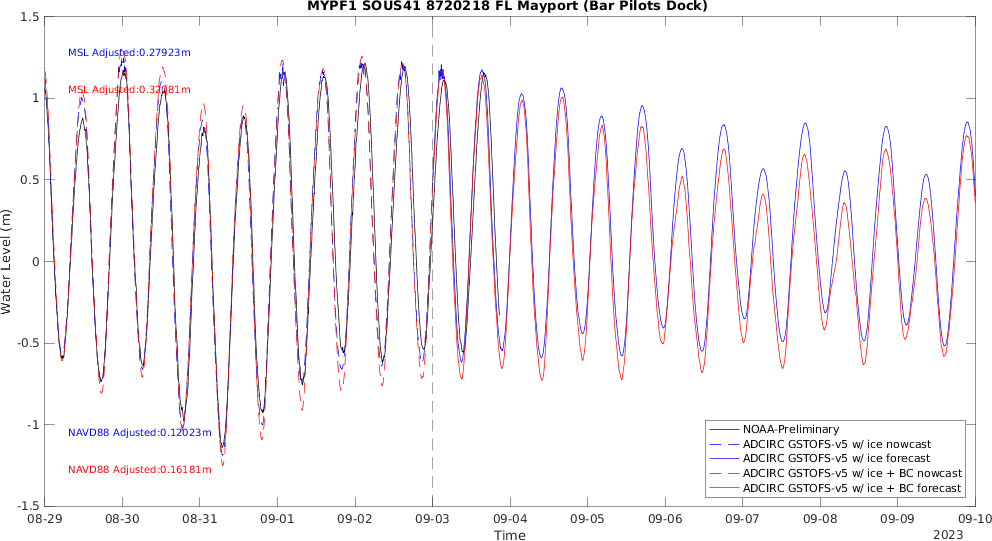 MYPF1 SOUS41 8720218 FL Mayport (Bar Pilots Dock)
Water Level (m)
1.5
1
0.5
0
-0.5
-1
-1.5
MSL Adjusted:0.27923m
MSL Adjusted:0.32081m
NAVD88 Adjusted:0.12023m
NAVD88 Adjusted:0.16181m
NOAA-Preliminary
ADCIRC GSTOFS-v5 w/ ice nowcast
ADCIRC GSTOFS-v5 w/ ice forecast
ADCIRC GSTOFS-v5 w/ ice + BC nowcast
ADCIRC GSTOFS-v5 w/ ice + BC forecast
08-29 08-30 08-31 09-01 09-02 09-03 09-04 09-05 09-06 09-07 09-08 09-09 09-10
Time
2023